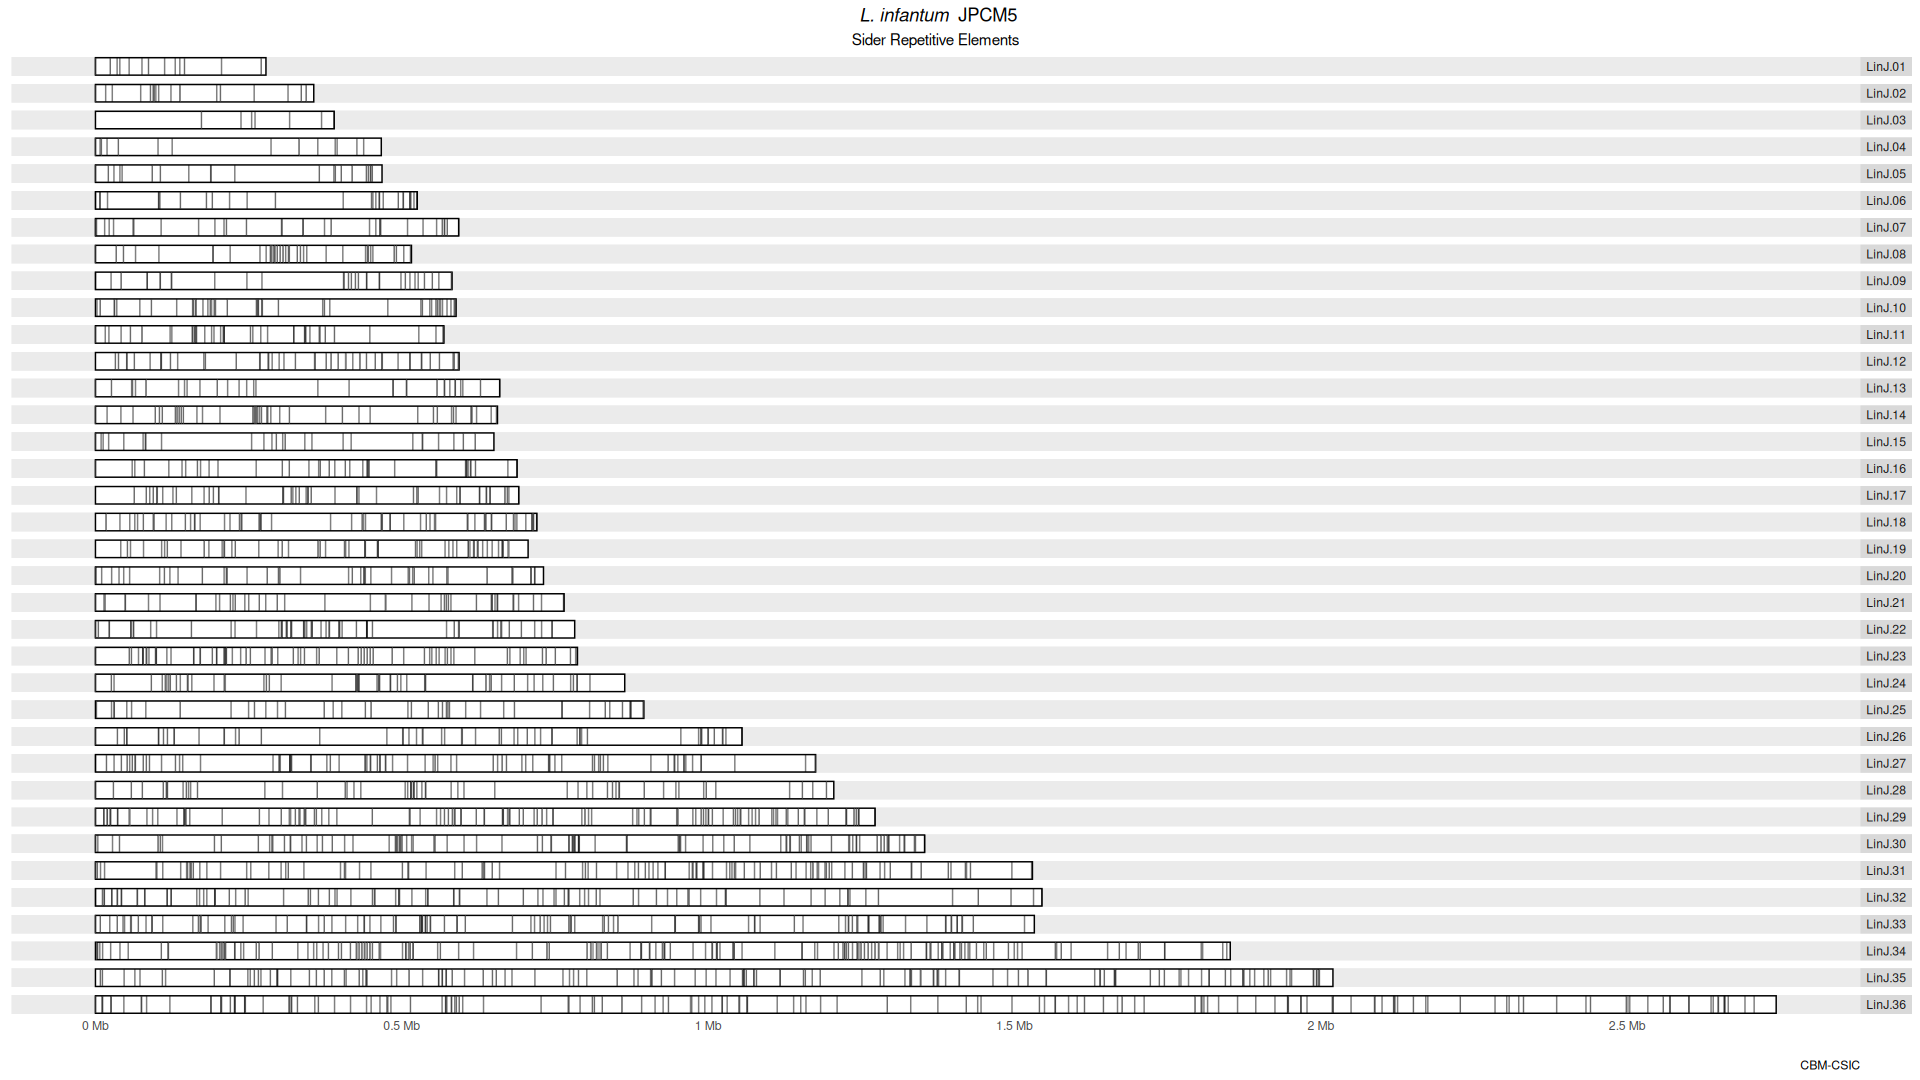 L. infantum JPCM5
Sider Repetitive Elements
LinJ.01
LinJ.02
LinJ.03
LinJ.04
LinJ.05
LinJ.06
LinJ.07
LinJ.08
LinJ.09
LinJ.10
LinJ.11
LinJ.12
LinJ.13
LinJ.14
LinJ.15
LinJ.16
LinJ.17
LinJ.18
LinJ.19
LinJ.20
LinJ.21
LinJ.22
LinJ.23
LinJ.24
LinJ.25
LinJ.26
LinJ.27
LinJ.28
LinJ.29
LinJ.30
LinJ.31
LinJ.32
LinJ.33
LinJ.34
LinJ.35
LinJ.36
0 Mb 0.5 Mb 1 Mb 1.5 Mb 2 Mb 2.5 Mb
CBM-CSIC